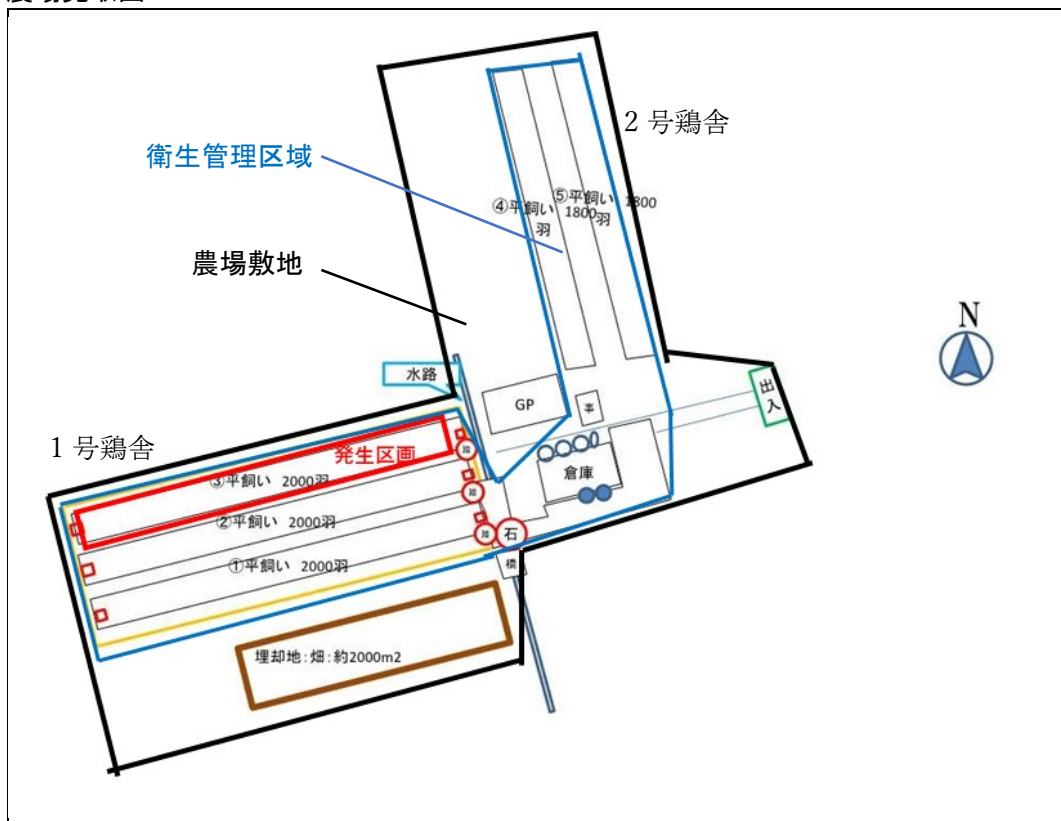 2 号鶏舎
衛生管理区域
④平飼い 1800
羽
⑤平飼い 1800
羽
農場敷地
N
水路
GP
事
出
入
1 号鶏舎
発生区画
③平飼い 2000羽
倉庫
②平飼い 2000羽
石
①平飼い 2000羽
橋
埋却地:畑:約2000m2